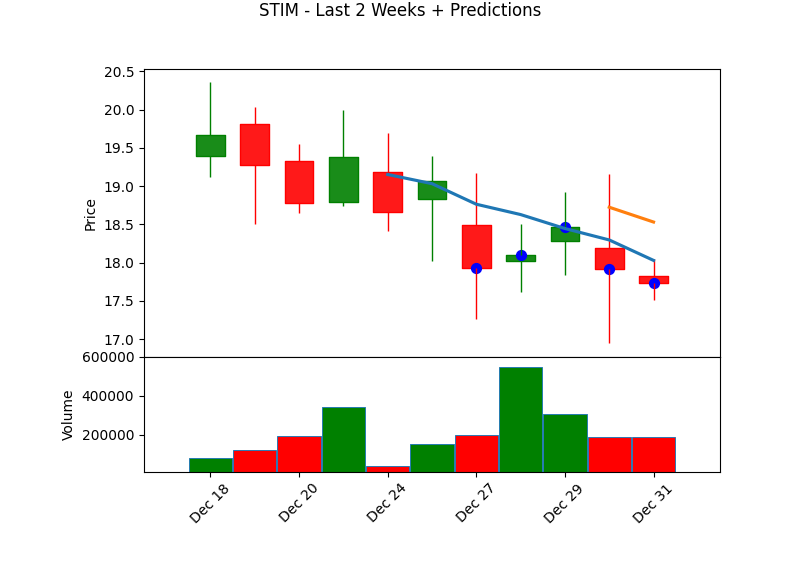 STIM - Last 2 Weeks + Predictions
20.5
20.0
19.5
19.0
18.5
18.0
17.5
17.0
Price
600000
400000
200000
Volume
Dec 18
Dec 20
Dec 24
Dec 27
Dec 29
Dec 31